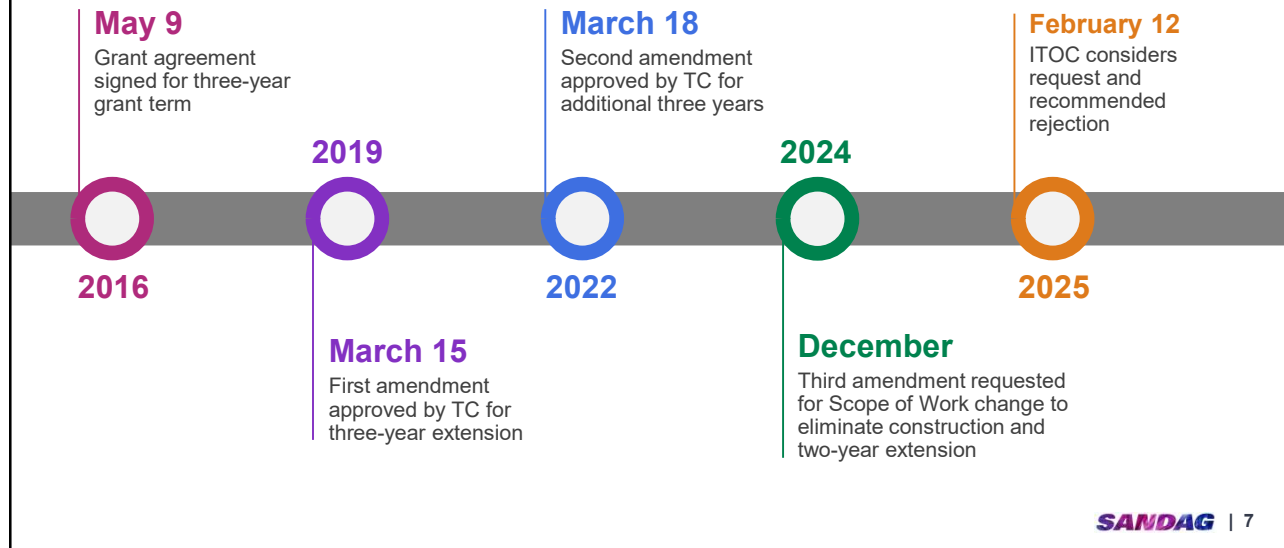 May 9
Grant agreement
signed for three-year
grant term
2016
2019
March 15
First amendment
approved by TC for
three-year extension
March 18
Second amendment
approved by TC for
additional three years
2022
2024
December
Third amendment requested
for Scope of Work change to
eliminate construction and
two-year extension
February 12
ITOC considers
request and
recommended
rejection
2025
SANDAG | 7